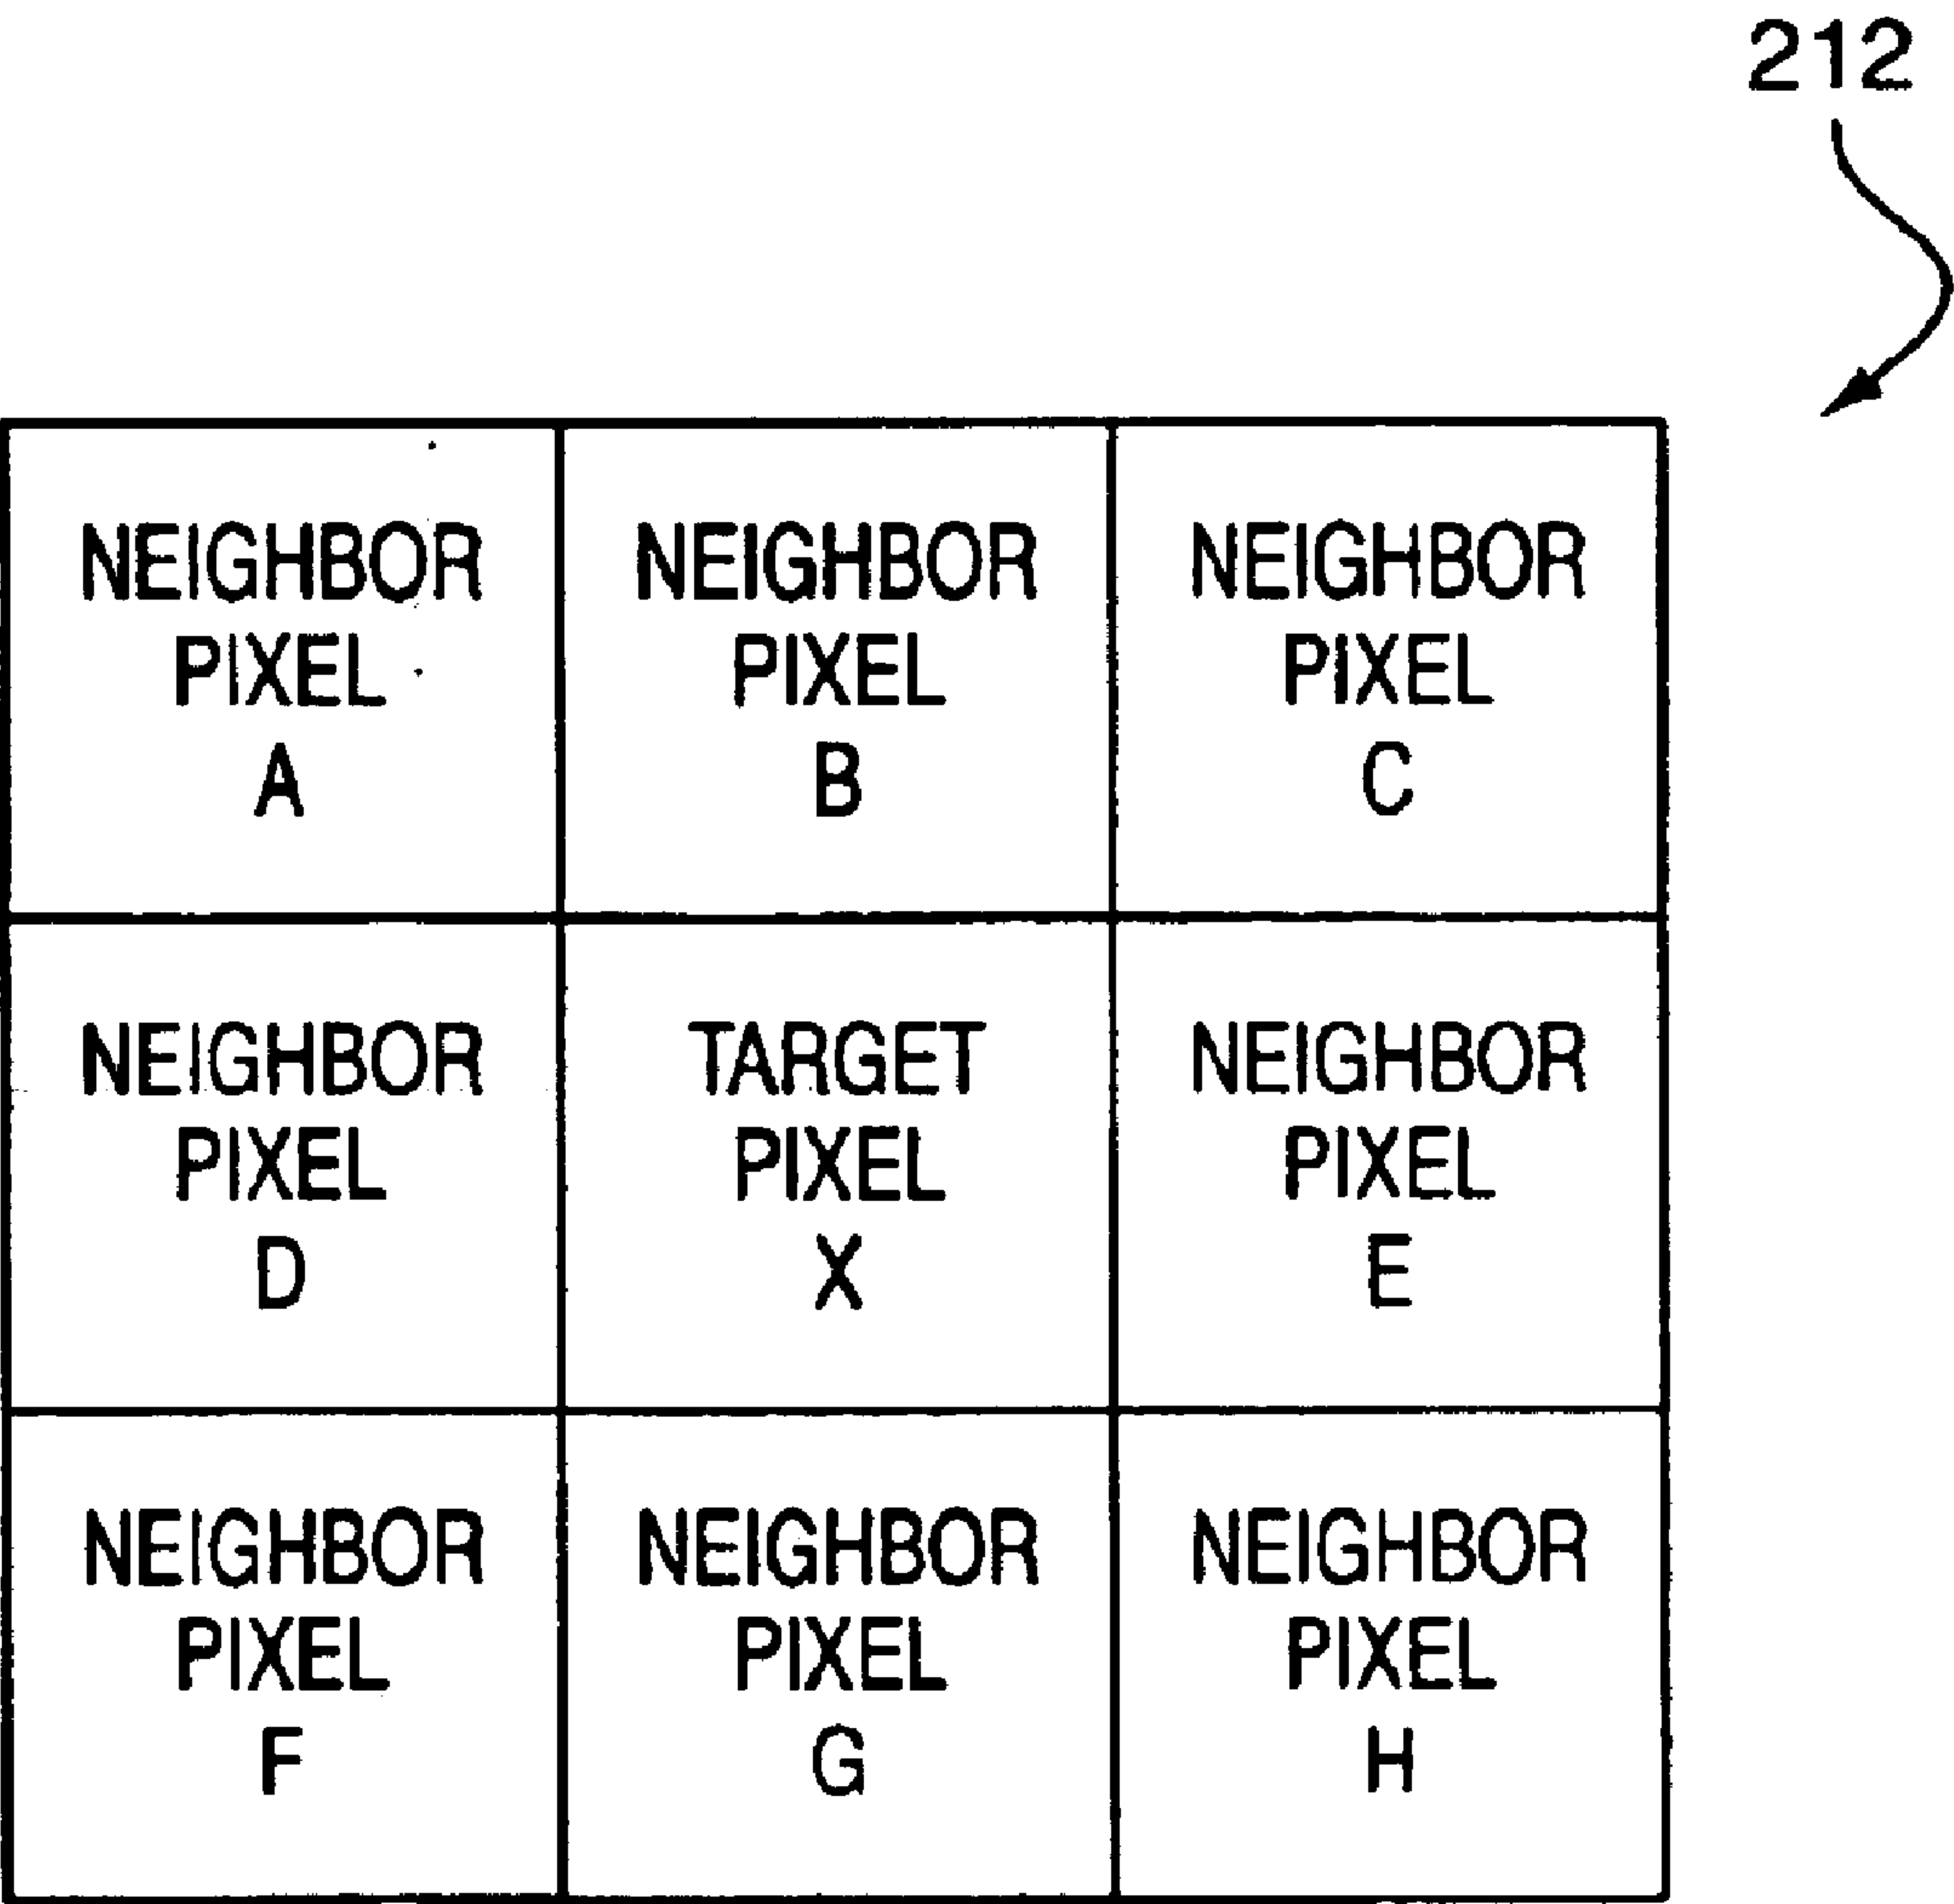 212
NEIGHBOR NEIGHBOR NEIGHBOR
PIXEL PIXEL PIXEL
A B C
NEIGHBOR TARGET NEIGHBOR
PIXEL PIXEL PIXEL
D X E
NEIGHBOR NEIGHBOR NEIGHBOR
PIXEL PIXEL PIXEL
F G H